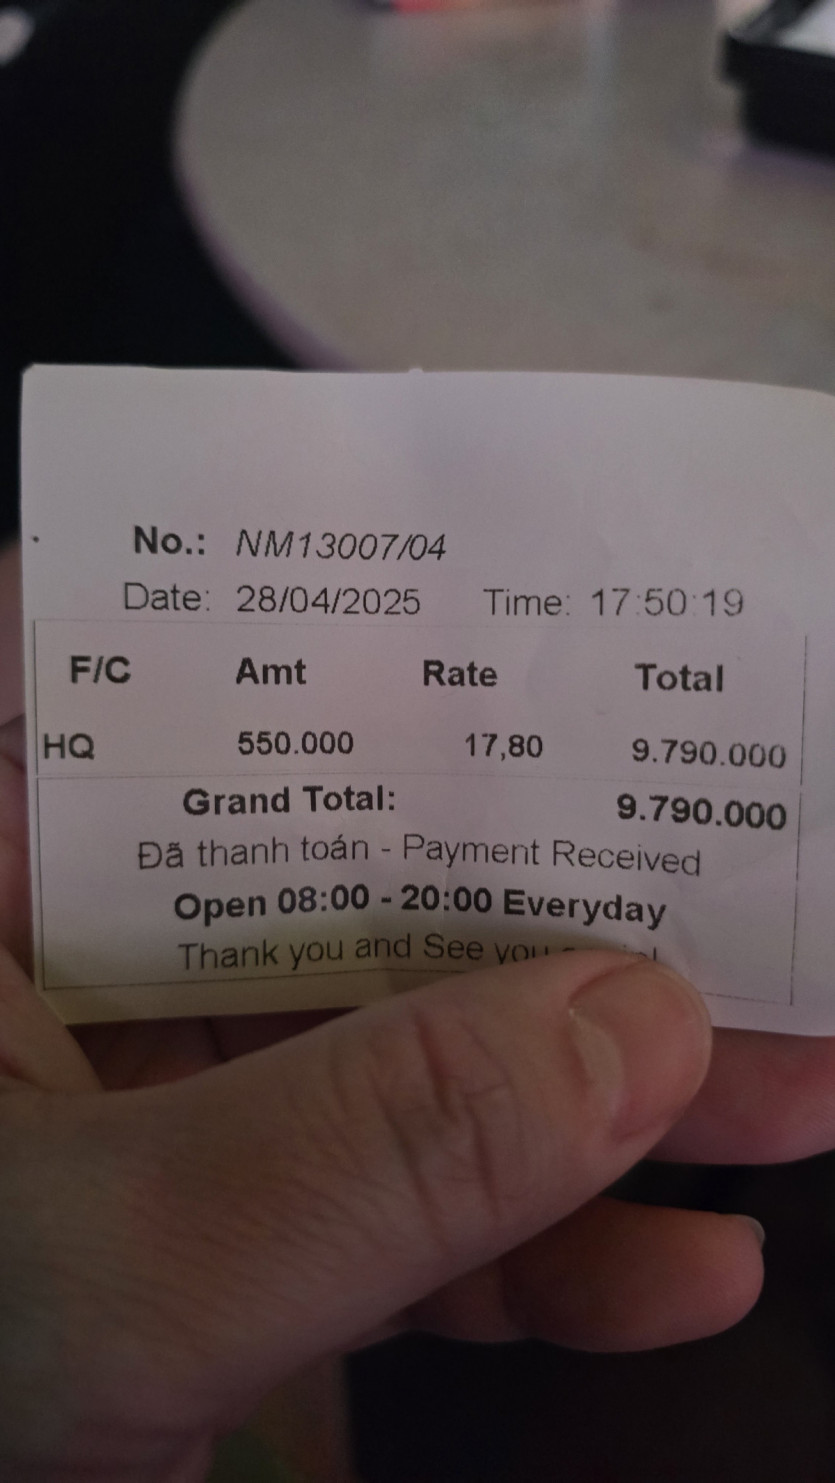 No.: NM13007/04
Date: 28/04/2025 Time: 17:50:19
F/C Amt Rate Total
HQ 550.000 17,80 9.790.000
Grand Total: 9.790.000
Đã thanh toán - Payment Received
Open 08:00 - 20:00 Everyday
Thank you and See you